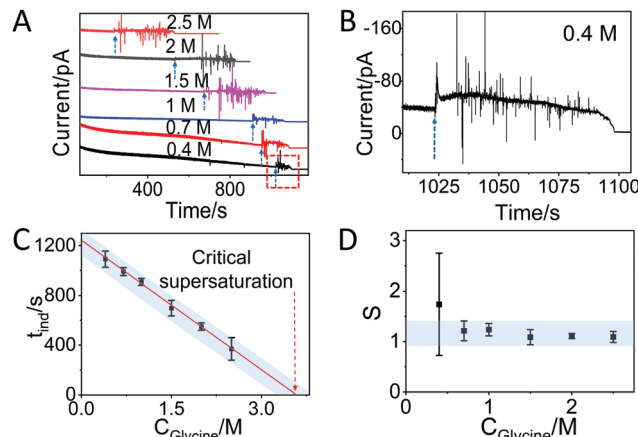 A
2.5 M
2 M
1.5 M
1 M
0.7 M
0.4 M
Current/pA
400
800
Time/s
B
0.4 M
-160
-80
0
Current/pA
1025
1050
1075
1100
Time/s
C
1200
800
400
0
t_ind/s
Critical
supersaturation
0.0
1.5
3.0
C_Glycine/M
D
3
2
1
0
S
0
1
2
C_Glycine/M